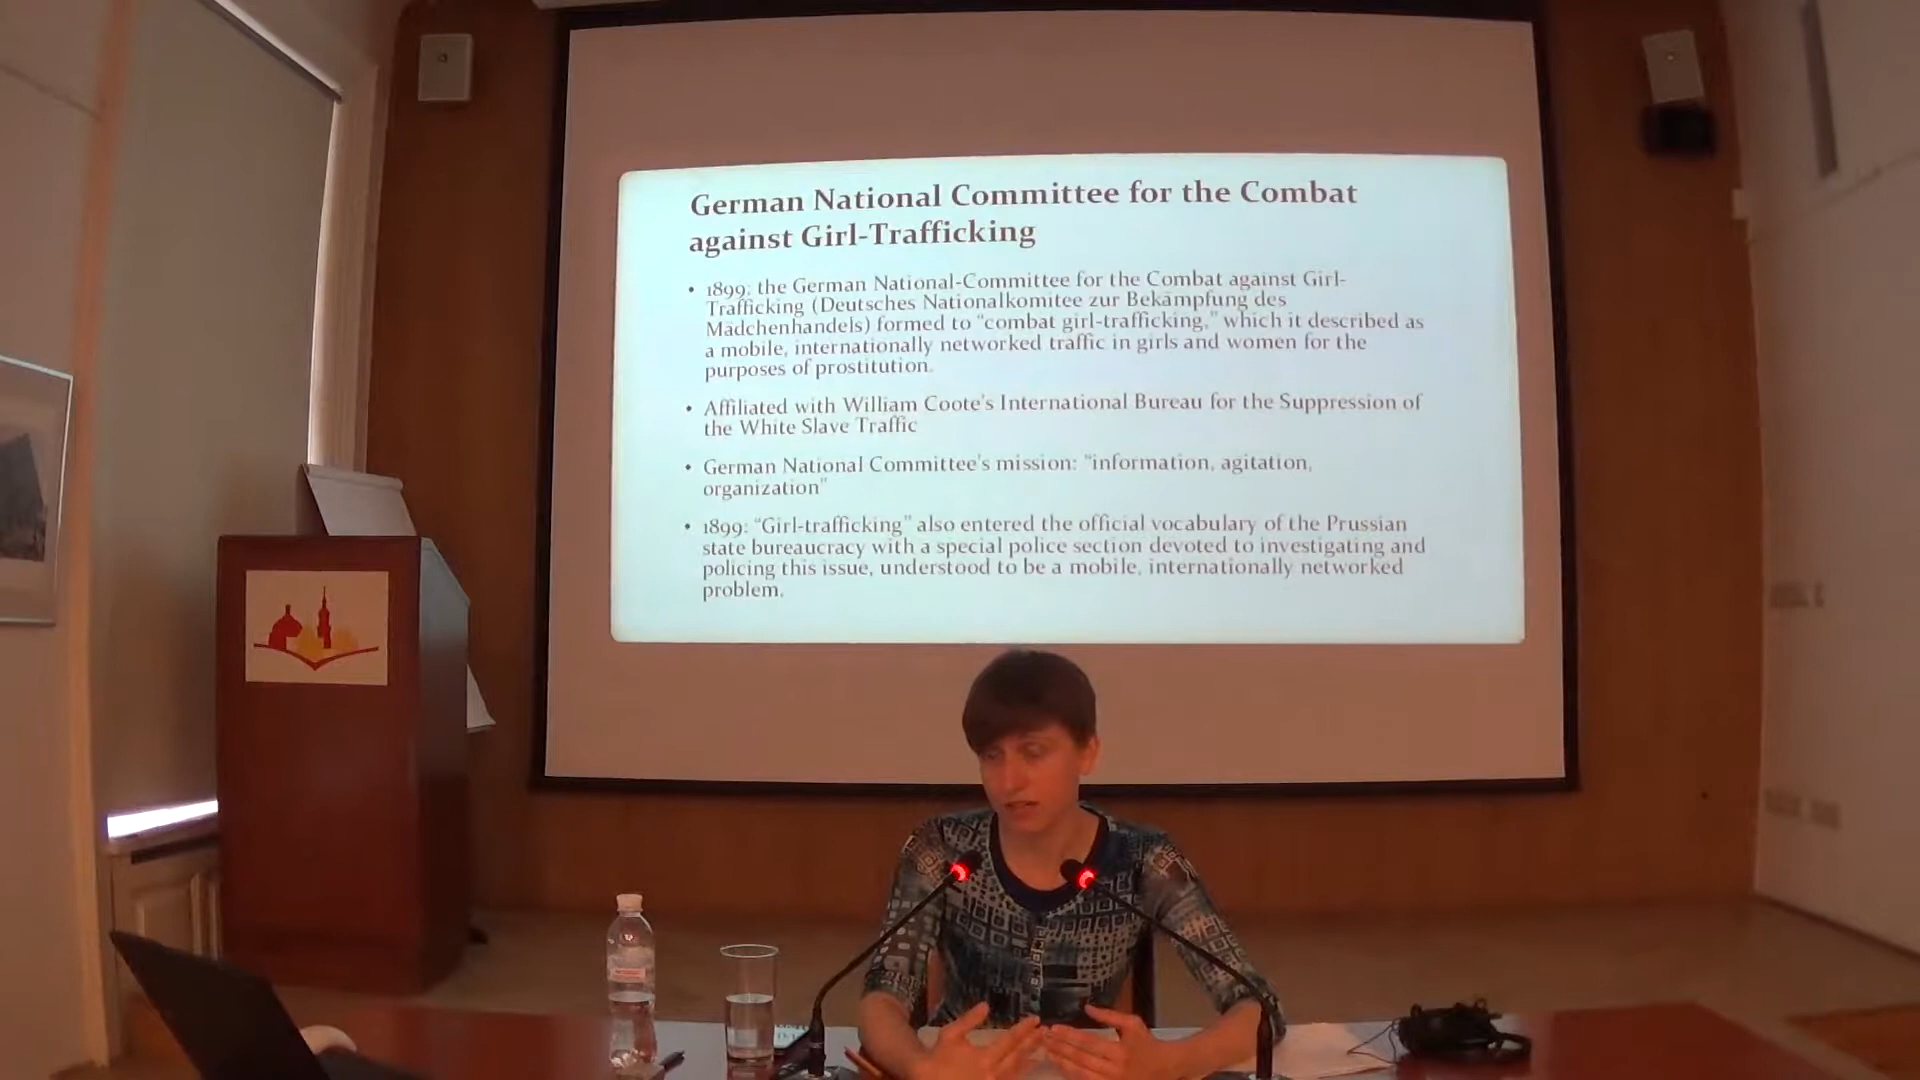 German National Committee for the Combat
against Girl-Trafficking
• 1899: the German National-Committee for the Combat against Girl-
Trafficking (Deutsches Nationalkomitee zur Bekämpfung des
Mädchenhandels) formed to "combat girl-trafficking," which it described as
a mobile, internationally networked traffic in girls and women for the
purposes of prostitution.
• Affiliated with William Coote's International Bureau for the Suppression of
the White Slave Traffic
• German National Committee's mission: "information, agitation,
organization"
• 1899: "Girl-trafficking" also entered the official vocabulary of the Prussian
state bureaucracy with a special police section devoted to investigating and
policing this issue, understood to be a mobile, internationally networked
problem.